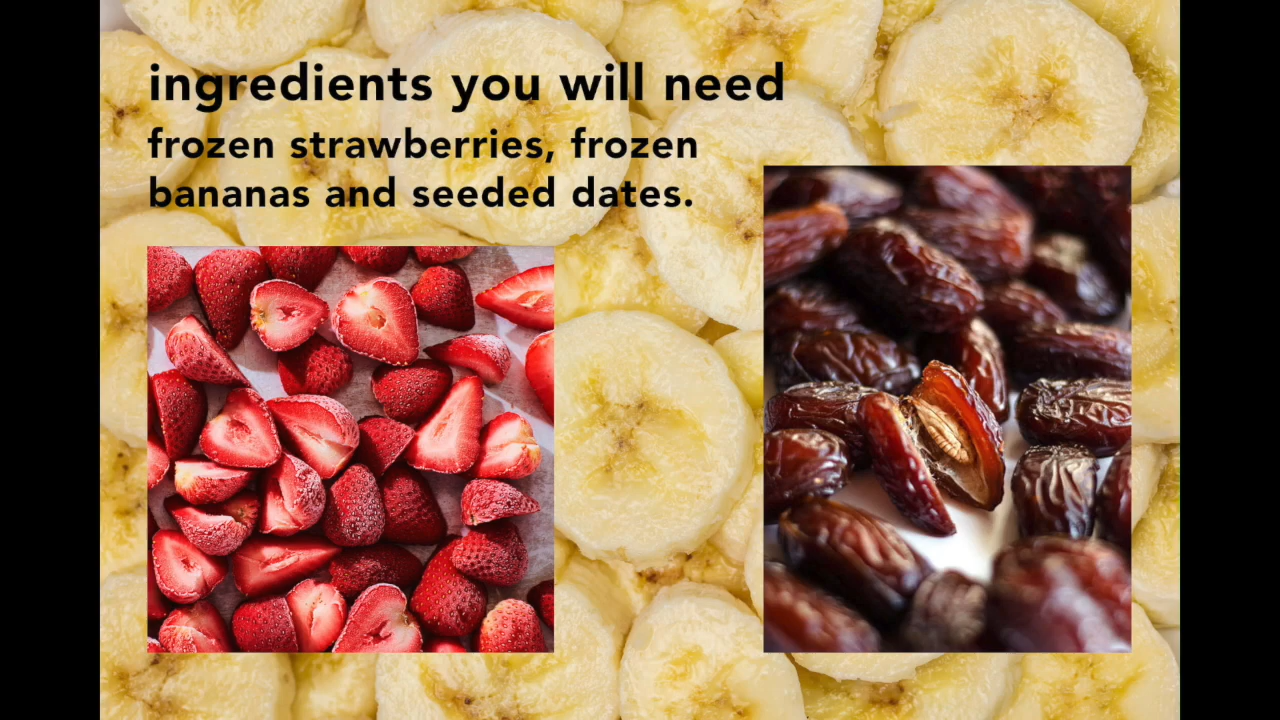 ingredients you will need
frozen strawberries, frozen
bananas and seeded dates.